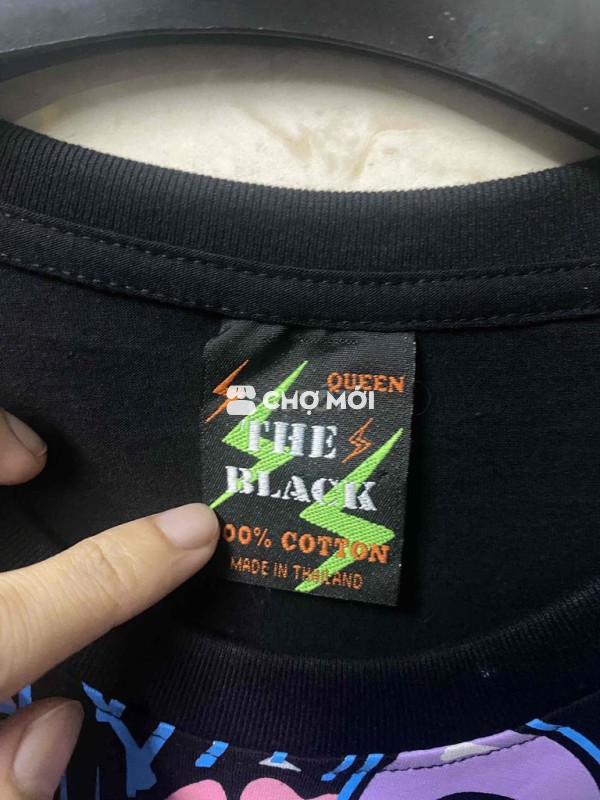 QUEEN
CHỢ MỚI
THE
BLACK
00% COTTON
MADE IN THAILAND